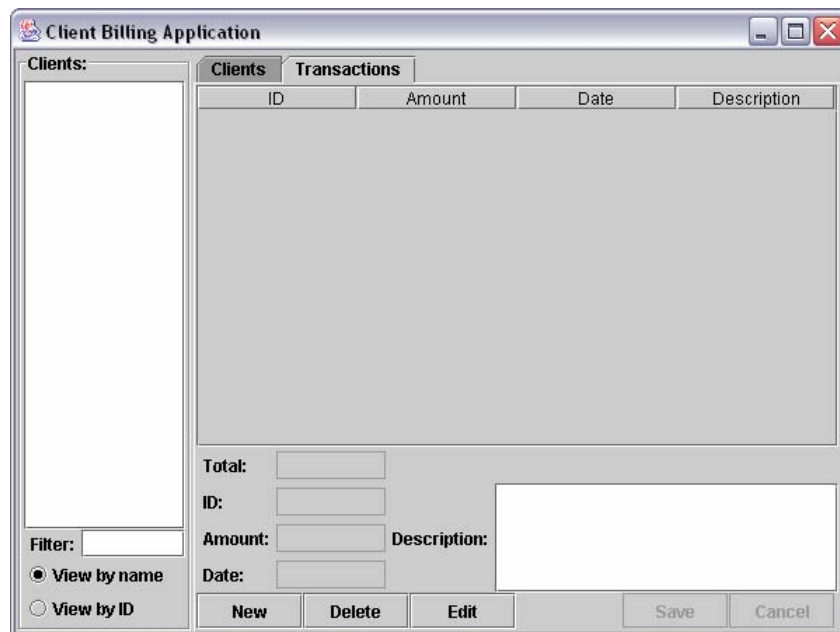 Client Billing Application
Clients:
Clients Transactions
ID Amount Date Description
Total:
ID:
Amount: Description:
Date:
Filter:
View by name
View by ID
New Delete Edit Save Cancel